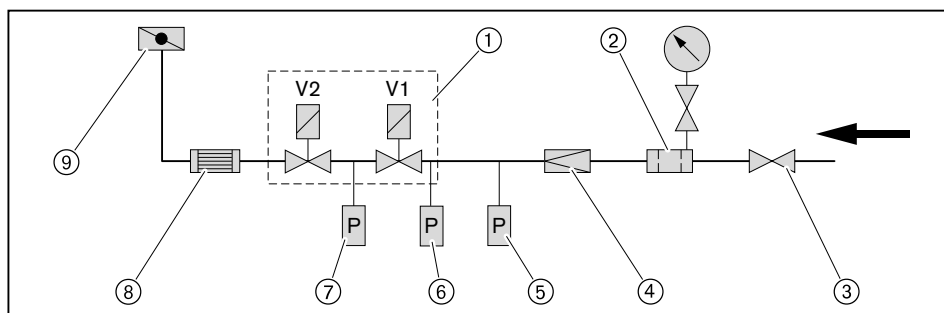 ① ②
V2 V1
⑨
P P P
⑧ ⑦ ⑥ ⑤ ④ ③